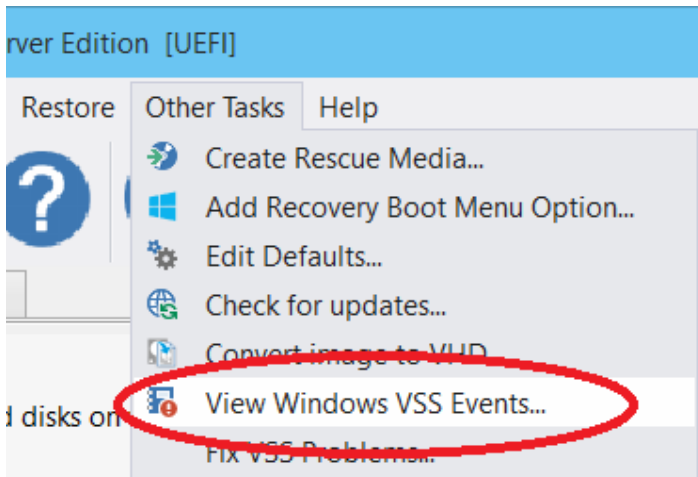 rver Edition [UEFI]
Restore Other Tasks Help
Create Rescue Media...
Add Recovery Boot Menu Option...
Edit Defaults...
Check for updates...
Convert image to VHD
d disks on
View Windows VSS Events...
Fix VSS Problems...